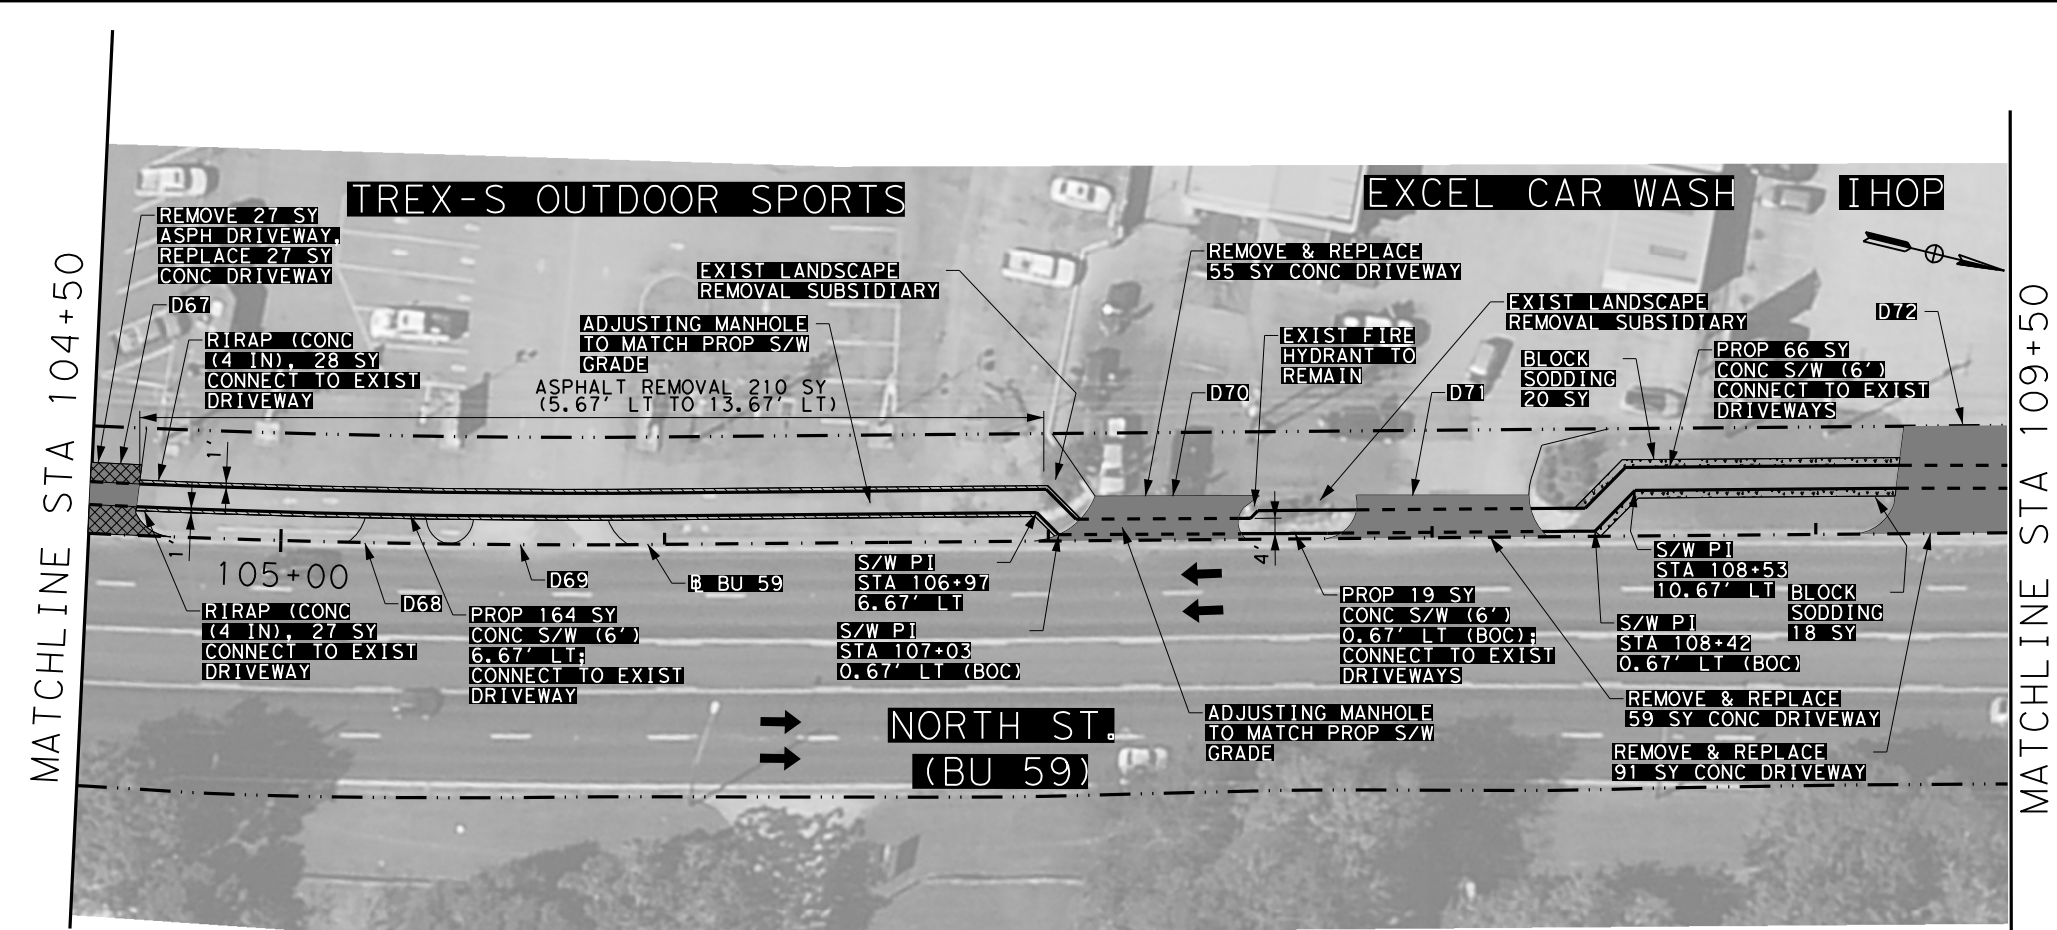 TREX-S OUTDOOR SPORTS
EXCEL CAR WASH
IHOP
REMOVE 27 SY
ASPH DRIVEWAY,
REPLACE 27 SY
CONC DRIVEWAY
D67
RIRAP (CONC
(4 IN), 28 SY
CONNECT TO EXIST
DRIVEWAY
EXIST LANDSCAPE
REMOVAL SUBSIDIARY
ADJUSTING MANHOLE
TO MATCH PROP S/W
GRADE
ASPHALT REMOVAL 210 SY
(5.67' LT TO 13.67' LT)
REMOVE & REPLACE
55 SY CONC DRIVEWAY
EXIST FIRE
HYDRANT TO
REMAIN
D70
EXIST LANDSCAPE
REMOVAL SUBSIDIARY
D71
BLOCK
SODDING
20 SY
PROP 66 SY
CONC S/W (6')
CONNECT TO EXIST
DRIVEWAYS
D72
MATCHLINE STA 104+50
MATCHLINE STA 109+50
1'
1'
4'
105+00
RIRAP (CONC
(4 IN), 27 SY
CONNECT TO EXIST
DRIVEWAY
D68
PROP 164 SY
CONC S/W (6')
6.67' LT;
CONNECT TO EXIST
DRIVEWAY
D69
BU 59
S/W PI
STA 106+97
6.67' LT
S/W PI
STA 107+03
0.67' LT (BOC)
NORTH ST.
(BU 59)
ADJUSTING MANHOLE
TO MATCH PROP S/W
GRADE
PROP 19 SY
CONC S/W (6')
0.67' LT (BOC);
CONNECT TO EXIST
DRIVEWAYS
S/W PI
STA 108+53
10.67' LT
S/W PI
STA 108+42
0.67' LT (BOC)
BLOCK
SODDING
18 SY
REMOVE & REPLACE
59 SY CONC DRIVEWAY
REMOVE & REPLACE
91 SY CONC DRIVEWAY